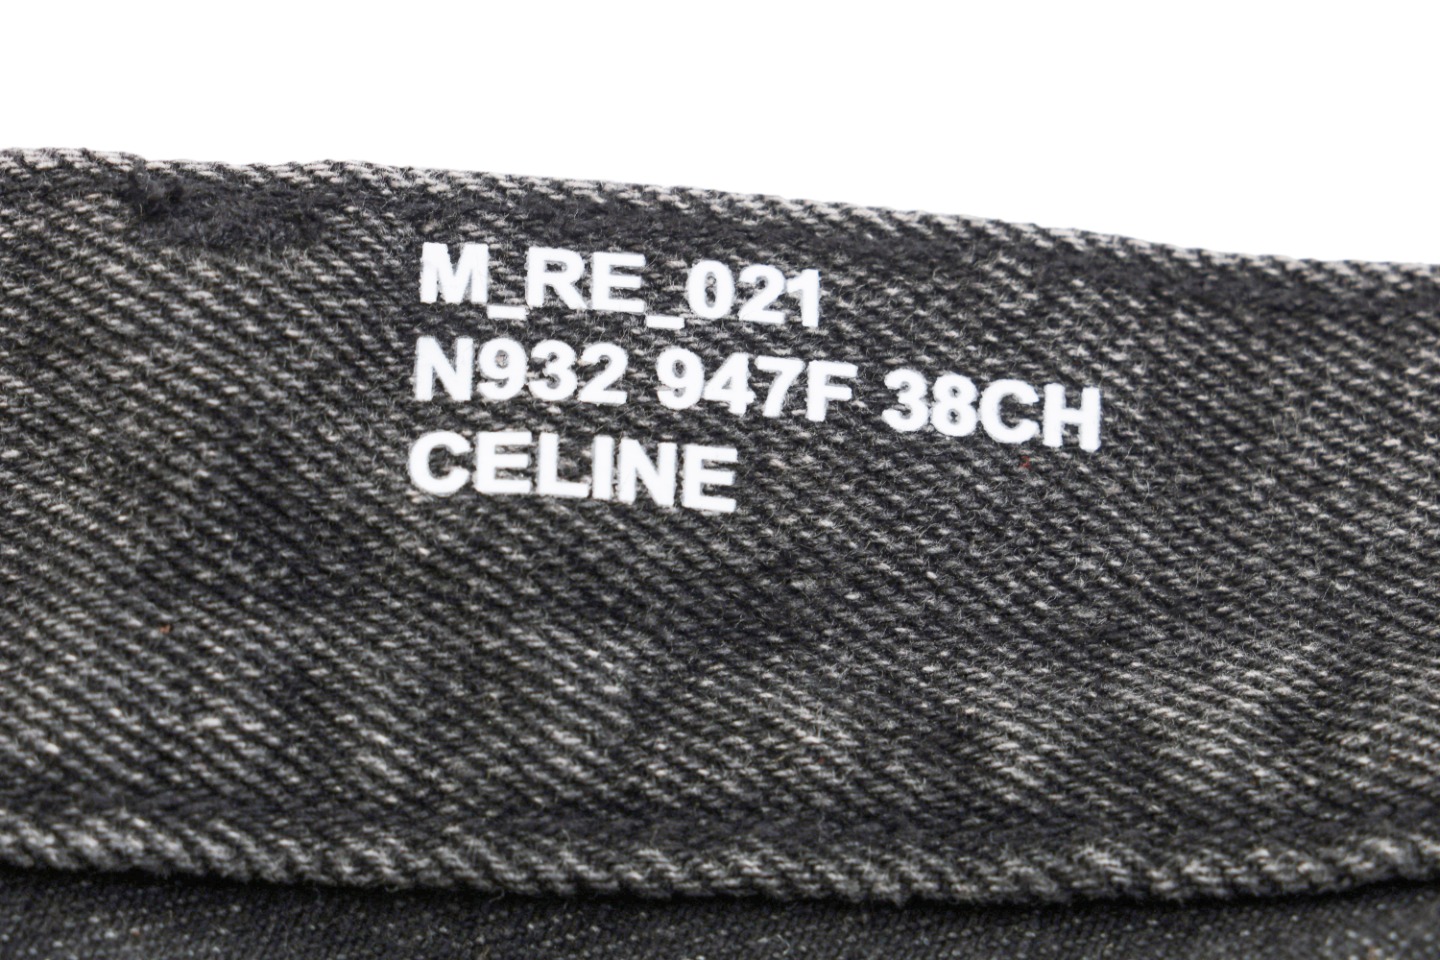 M_RE_021
N932 947F 38CH
CELINE